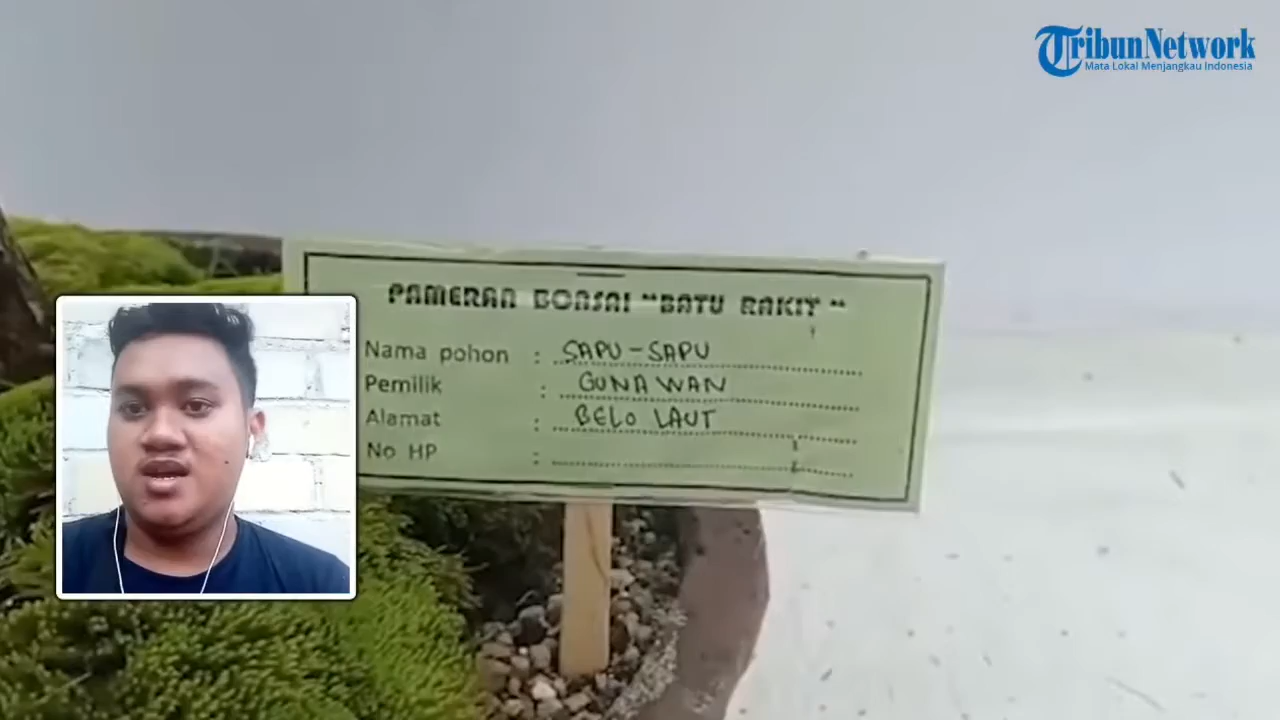 TribunNetwork
Mata Lokal Menjangkau Indonesia
PAMERAN BONSAI "BATU RAKIT"
Nama pohon : SAPU-SAPU
Pemilik : GUNAWAN
Alamat : BELO LAUT
No HP :